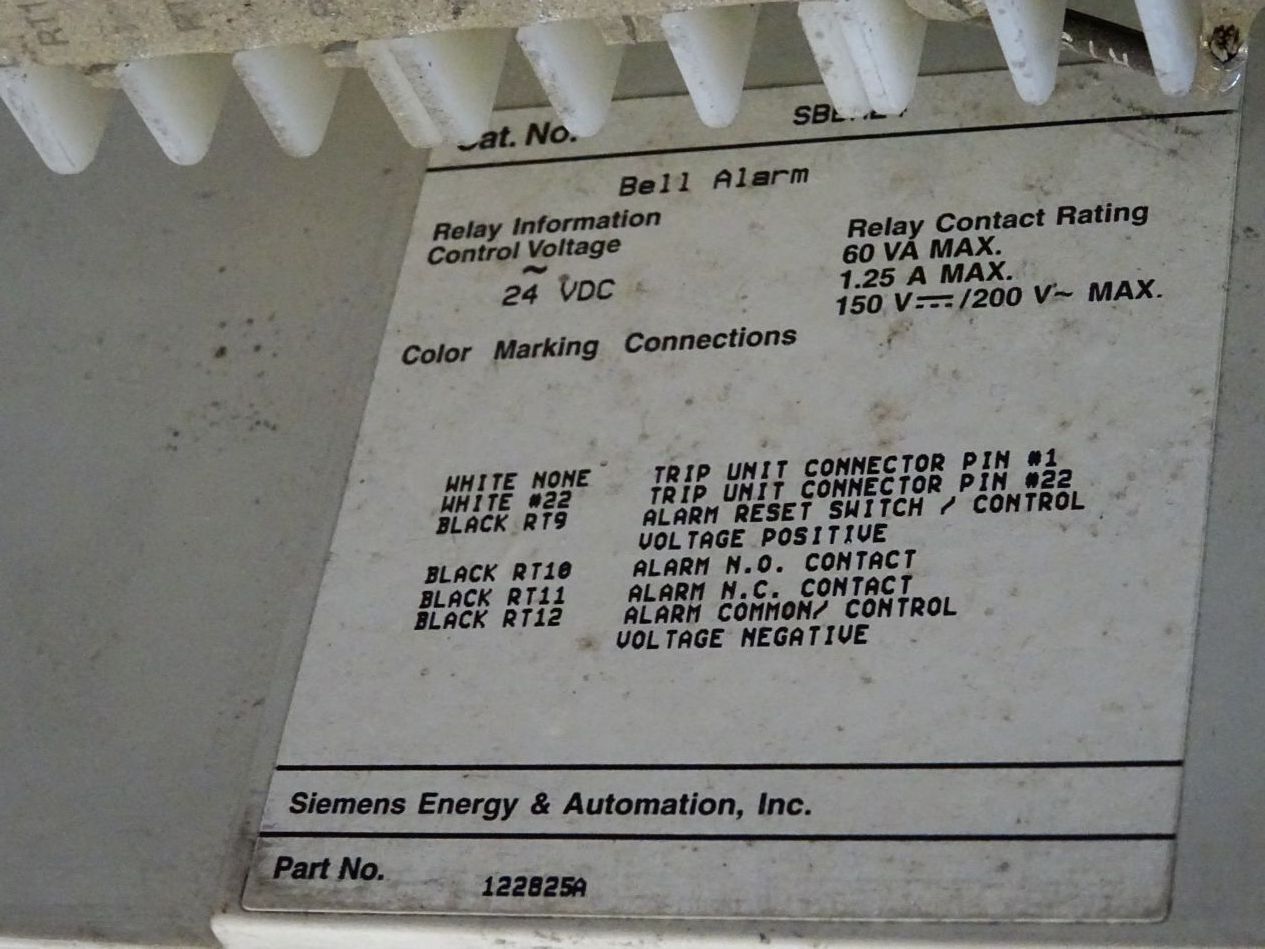 Cat. No.
Bell Alarm
Relay Information
Control Voltage
~
24 VDC
Relay Contact Rating
60 VA MAX.
1.25 A MAX.
150 V⎓/200 V~ MAX.
Color Marking Connections
WHITE NONE TRIP UNIT CONNECTOR PIN #1
WHITE #22 TRIP UNIT CONNECTOR PIN #22
BLACK RT9 ALARM RESET SWITCH / CONTROL
VOLTAGE POSITIVE
BLACK RT10 ALARM N.O. CONTACT
BLACK RT11 ALARM N.C. CONTACT
BLACK RT12 ALARM COMMON/ CONTROL
VOLTAGE NEGATIVE
Siemens Energy & Automation, Inc.
Part No. 122825A